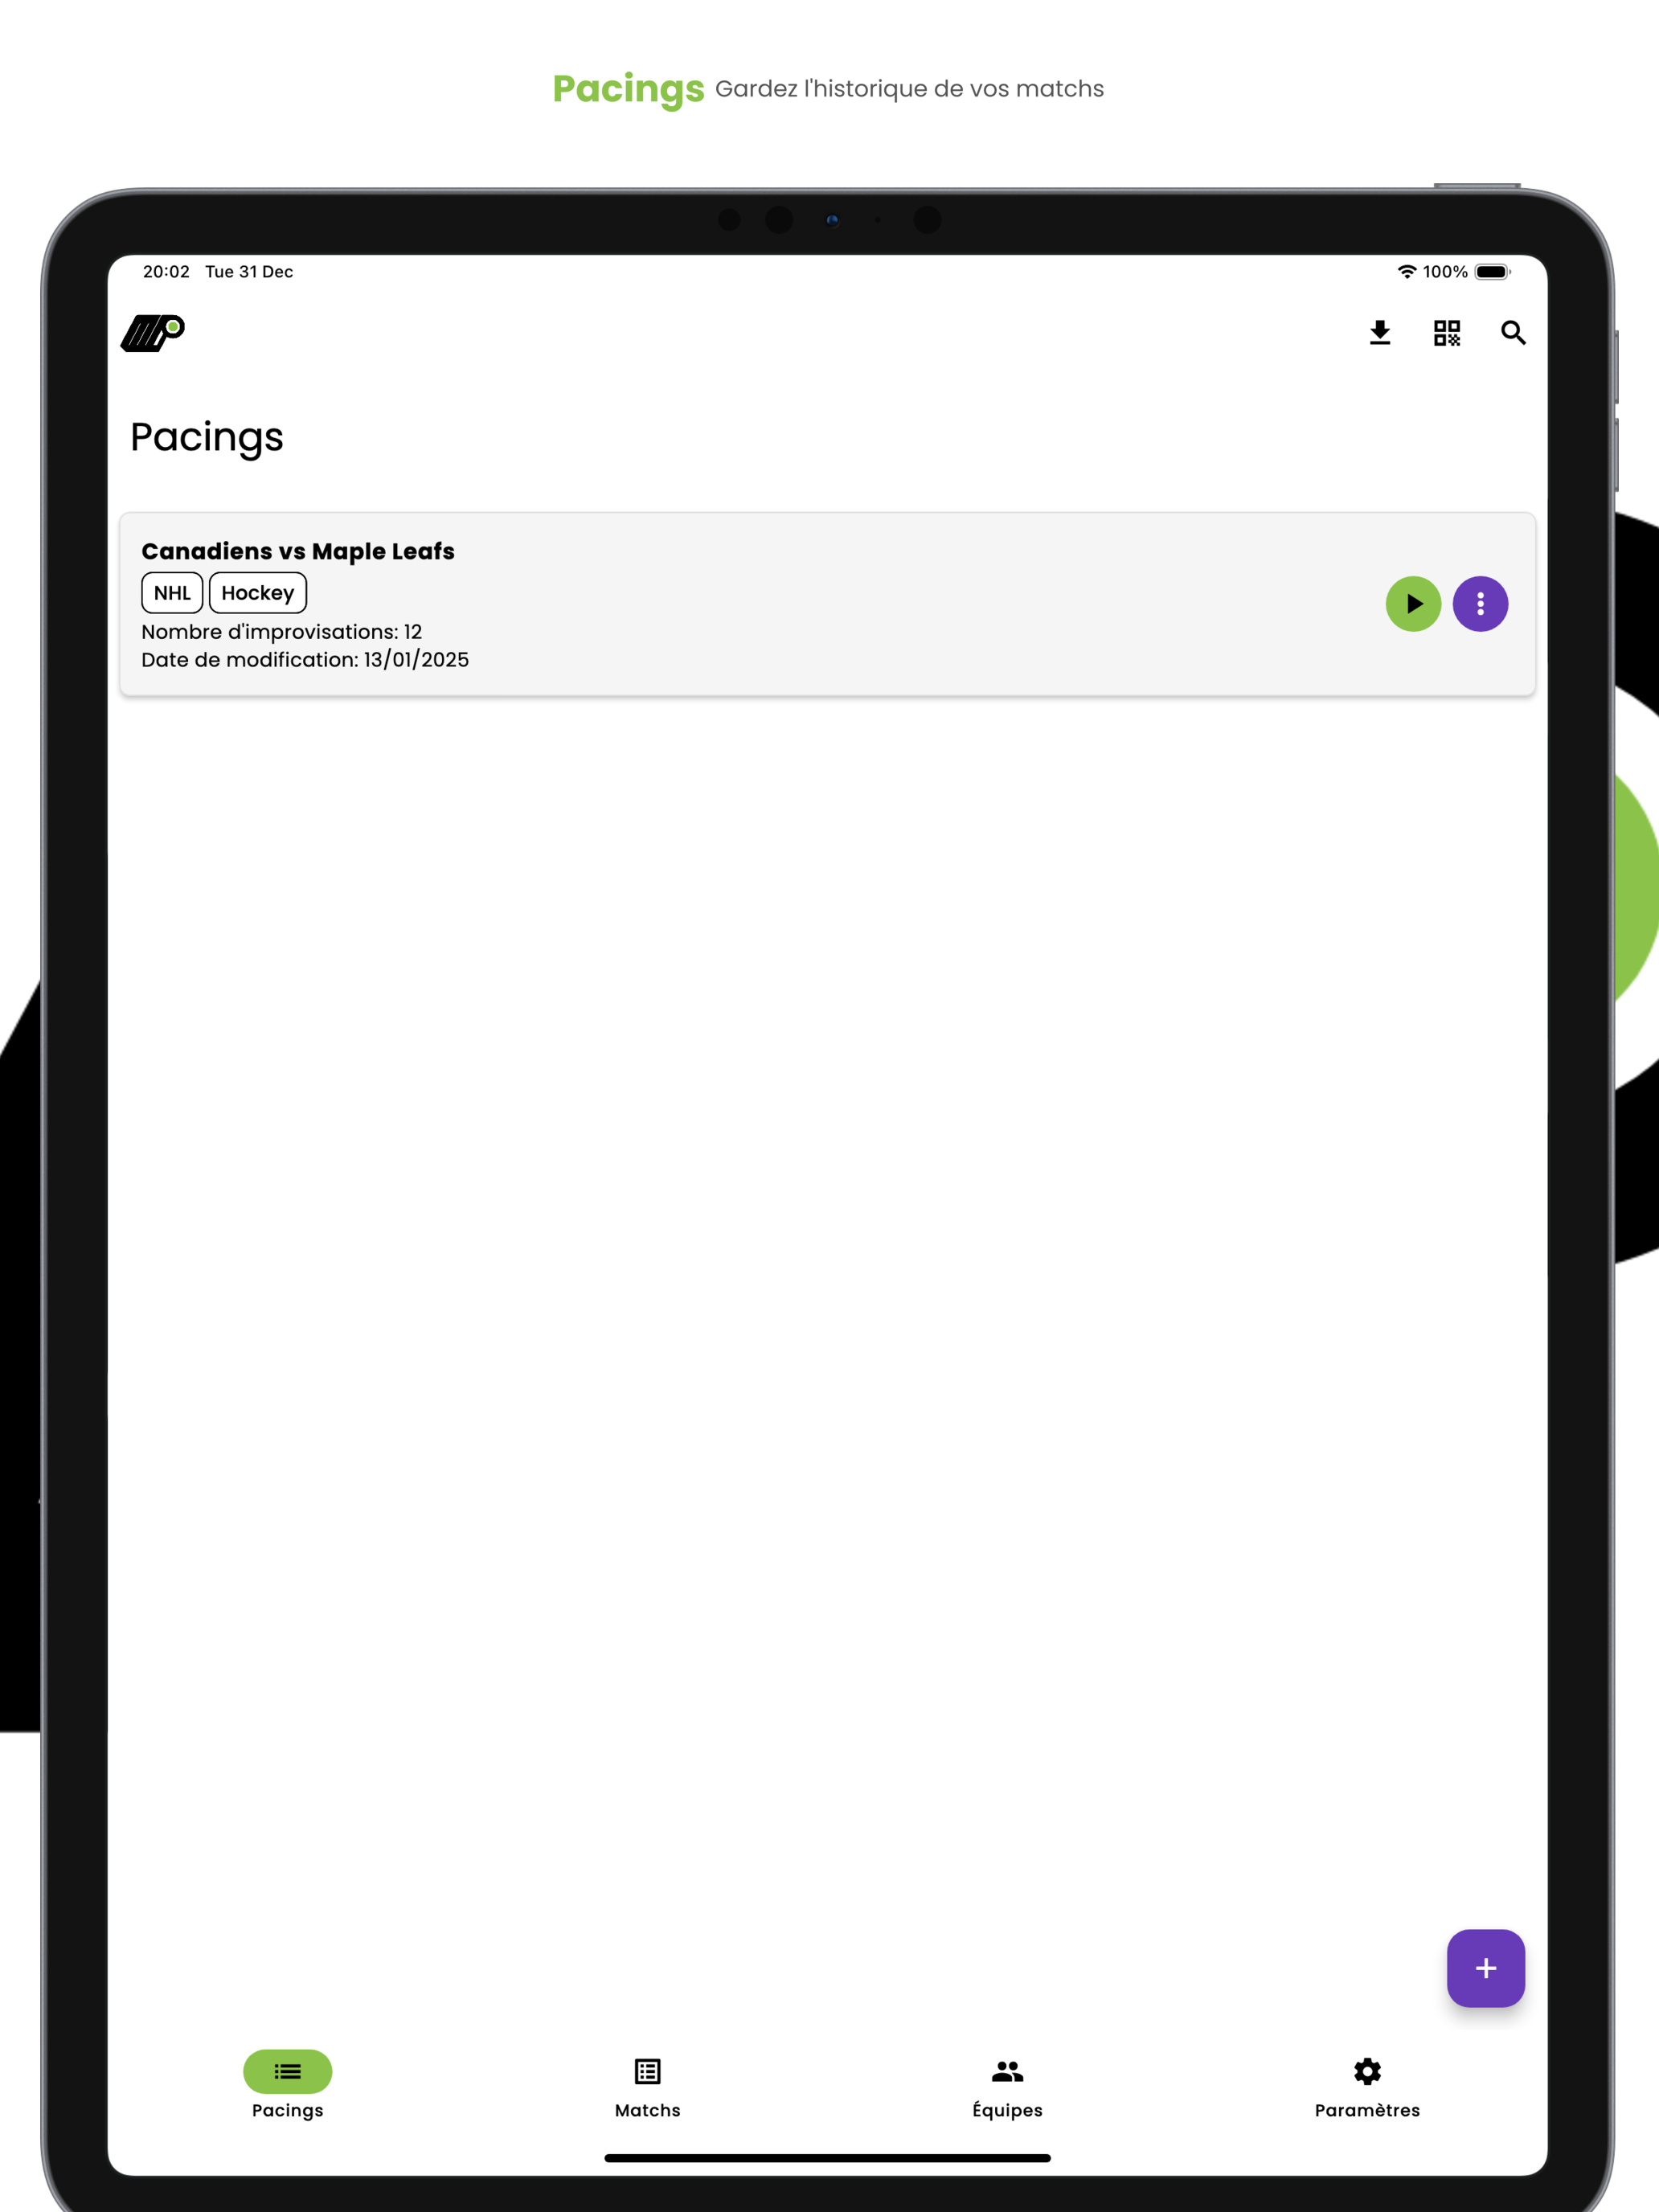 Pacings Gardez l'historique de vos matchs
20:02 Tue 31 Dec 100%
Pacings
Canadiens vs Maple Leafs
NHL Hockey
Nombre d'improvisations: 12
Date de modification: 13/01/2025
Pacings Matchs Équipes Paramètres